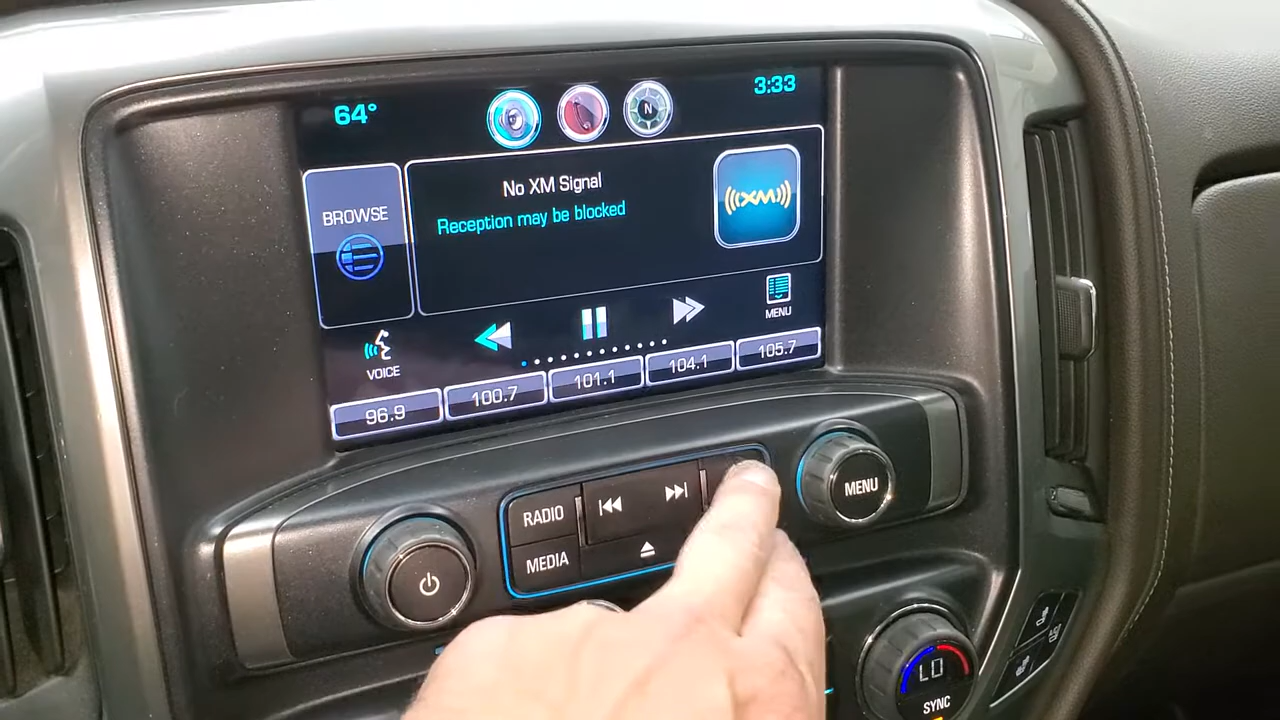 64°
N
3:33
BROWSE
No XM Signal
Reception may be blocked
((XM))
VOICE
MENU
96.9
100.7
101.1
104.1
105.7
RADIO
MEDIA
MENU
LO
SYNC